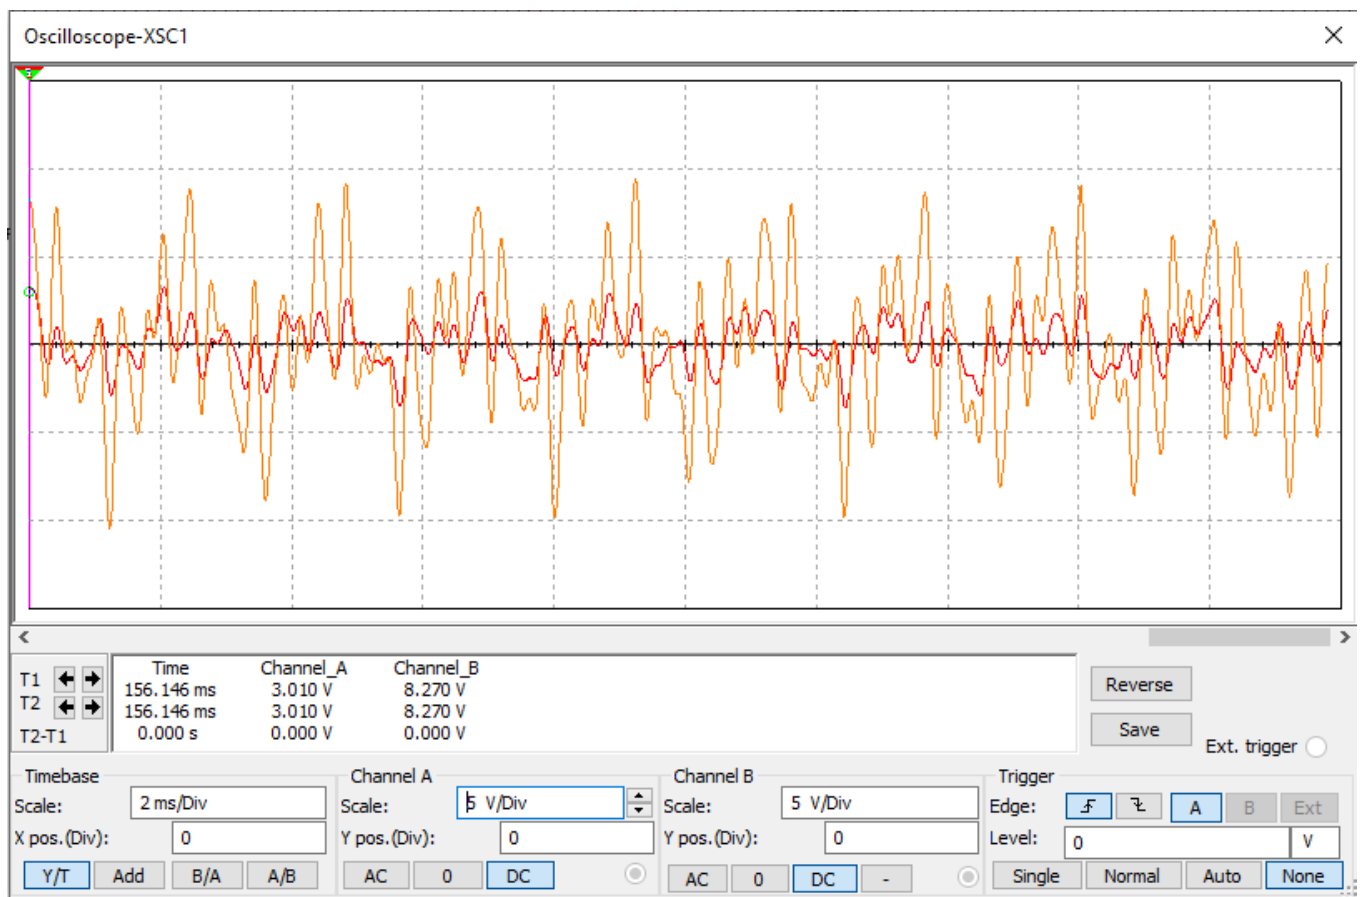 Oscilloscope-XSC1
Time Channel_A Channel_B
T1 156.146 ms 3.010 V 8.270 V
T2 156.146 ms 3.010 V 8.270 V
T2-T1 0.000 s 0.000 V 0.000 V
Reverse
Save
Ext. trigger
Timebase
Scale: 2 ms/Div
X pos.(Div): 0
Y/T Add B/A A/B
Channel A
Scale: 5 V/Div
Y pos.(Div): 0
AC 0 DC
Channel B
Scale: 5 V/Div
Y pos.(Div): 0
AC 0 DC -
Trigger
Edge: A B Ext
Level: 0 V
Single Normal Auto None